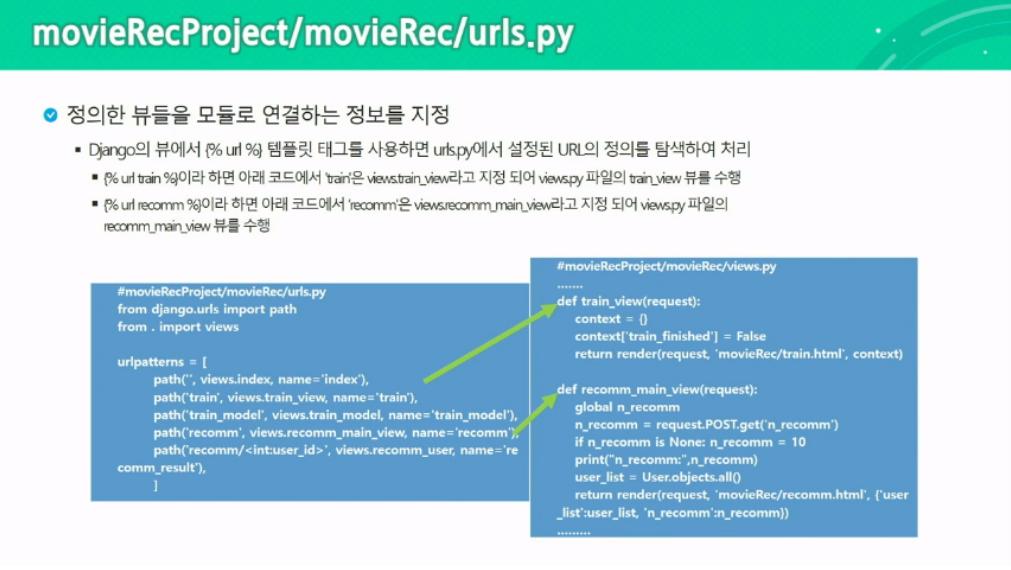 movieRecProject/movieRec/urls.py
정의한 뷰들을 모듈로 연결하는 정보를 지정
Django의 뷰에서 {% url %} 템플릿 태그를 사용하면 urls.py에서 설정된 URL의 정의를 탐색하여 처리
{% url train %}이라 하면 아래 코드에서 'train'은 views.train_view라고 지정 되어 views.py 파일의 train_view 뷰를 수행
{% url recomm %}이라 하면 아래 코드에서 'recomm'은 views.recomm_main_view라고 지정 되어 views.py 파일의
recomm_main_view 뷰를 수행
#movieRecProject/movieRec/urls.py
from django.urls import path
from . import views
urlpatterns = [
path('', views.index, name='index'),
path('train', views.train_view, name='train'),
path('train_model', views.train_model, name='train_model'),
path('recomm', views.recomm_main_view, name='recomm'),
path('recomm/<int:user_id>', views.recomm_user, name='re
comm_result'),
]
#movieRecProject/movieRec/views.py
.......
def train_view(request):
context = {}
context['train_finished'] = False
return render(request, 'movieRec/train.html', context)
def recomm_main_view(request):
global n_recomm
n_recomm = request.POST.get('n_recomm')
if n_recomm is None: n_recomm = 10
print("n_recomm:",n_recomm)
user_list = User.objects.all()
return render(request, 'movieRec/recomm.html', {'user
_list':user_list, 'n_recomm':n_recomm})
.........